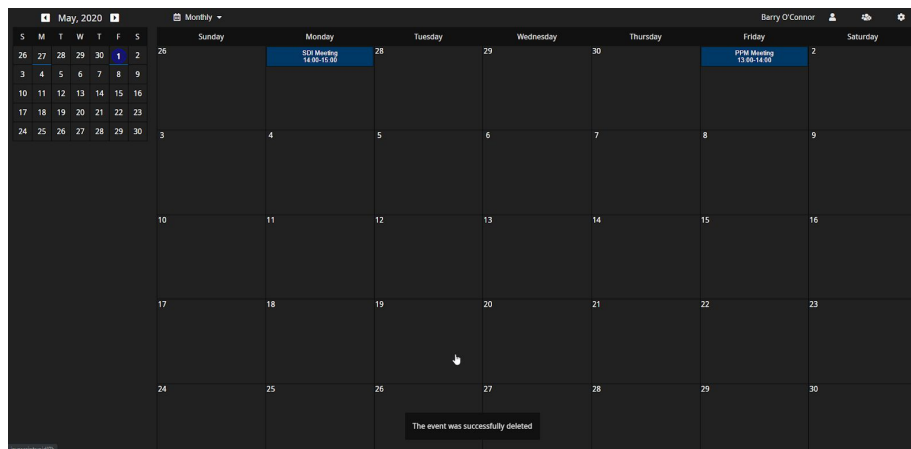 May, 2020 Monthly Barry O'Connor
S M T W T F S
26 27 28 29 30 1 2
3 4 5 6 7 8 9
10 11 12 13 14 15 16
17 18 19 20 21 22 23
24 25 26 27 28 29 30
Sunday Monday Tuesday Wednesday Thursday Friday Saturday
26 SDI Meeting 28 29 30 PPM Meeting 2
14:00-15:00 13:00-14:00
3 4 5 6 7 8 9
10 11 12 13 14 15 16
17 18 19 20 21 22 23
24 25 26 27 28 29 30
The event was successfully deleted